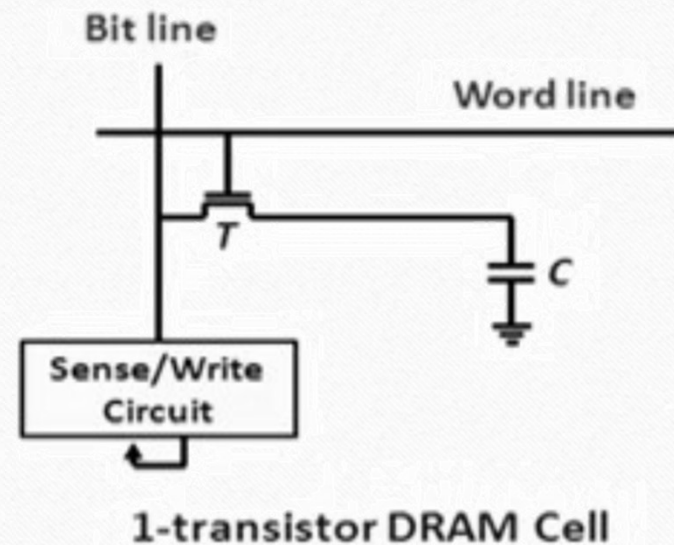 Bit line
Word line
T
C
Sense/Write
Circuit
1-transistor DRAM Cell